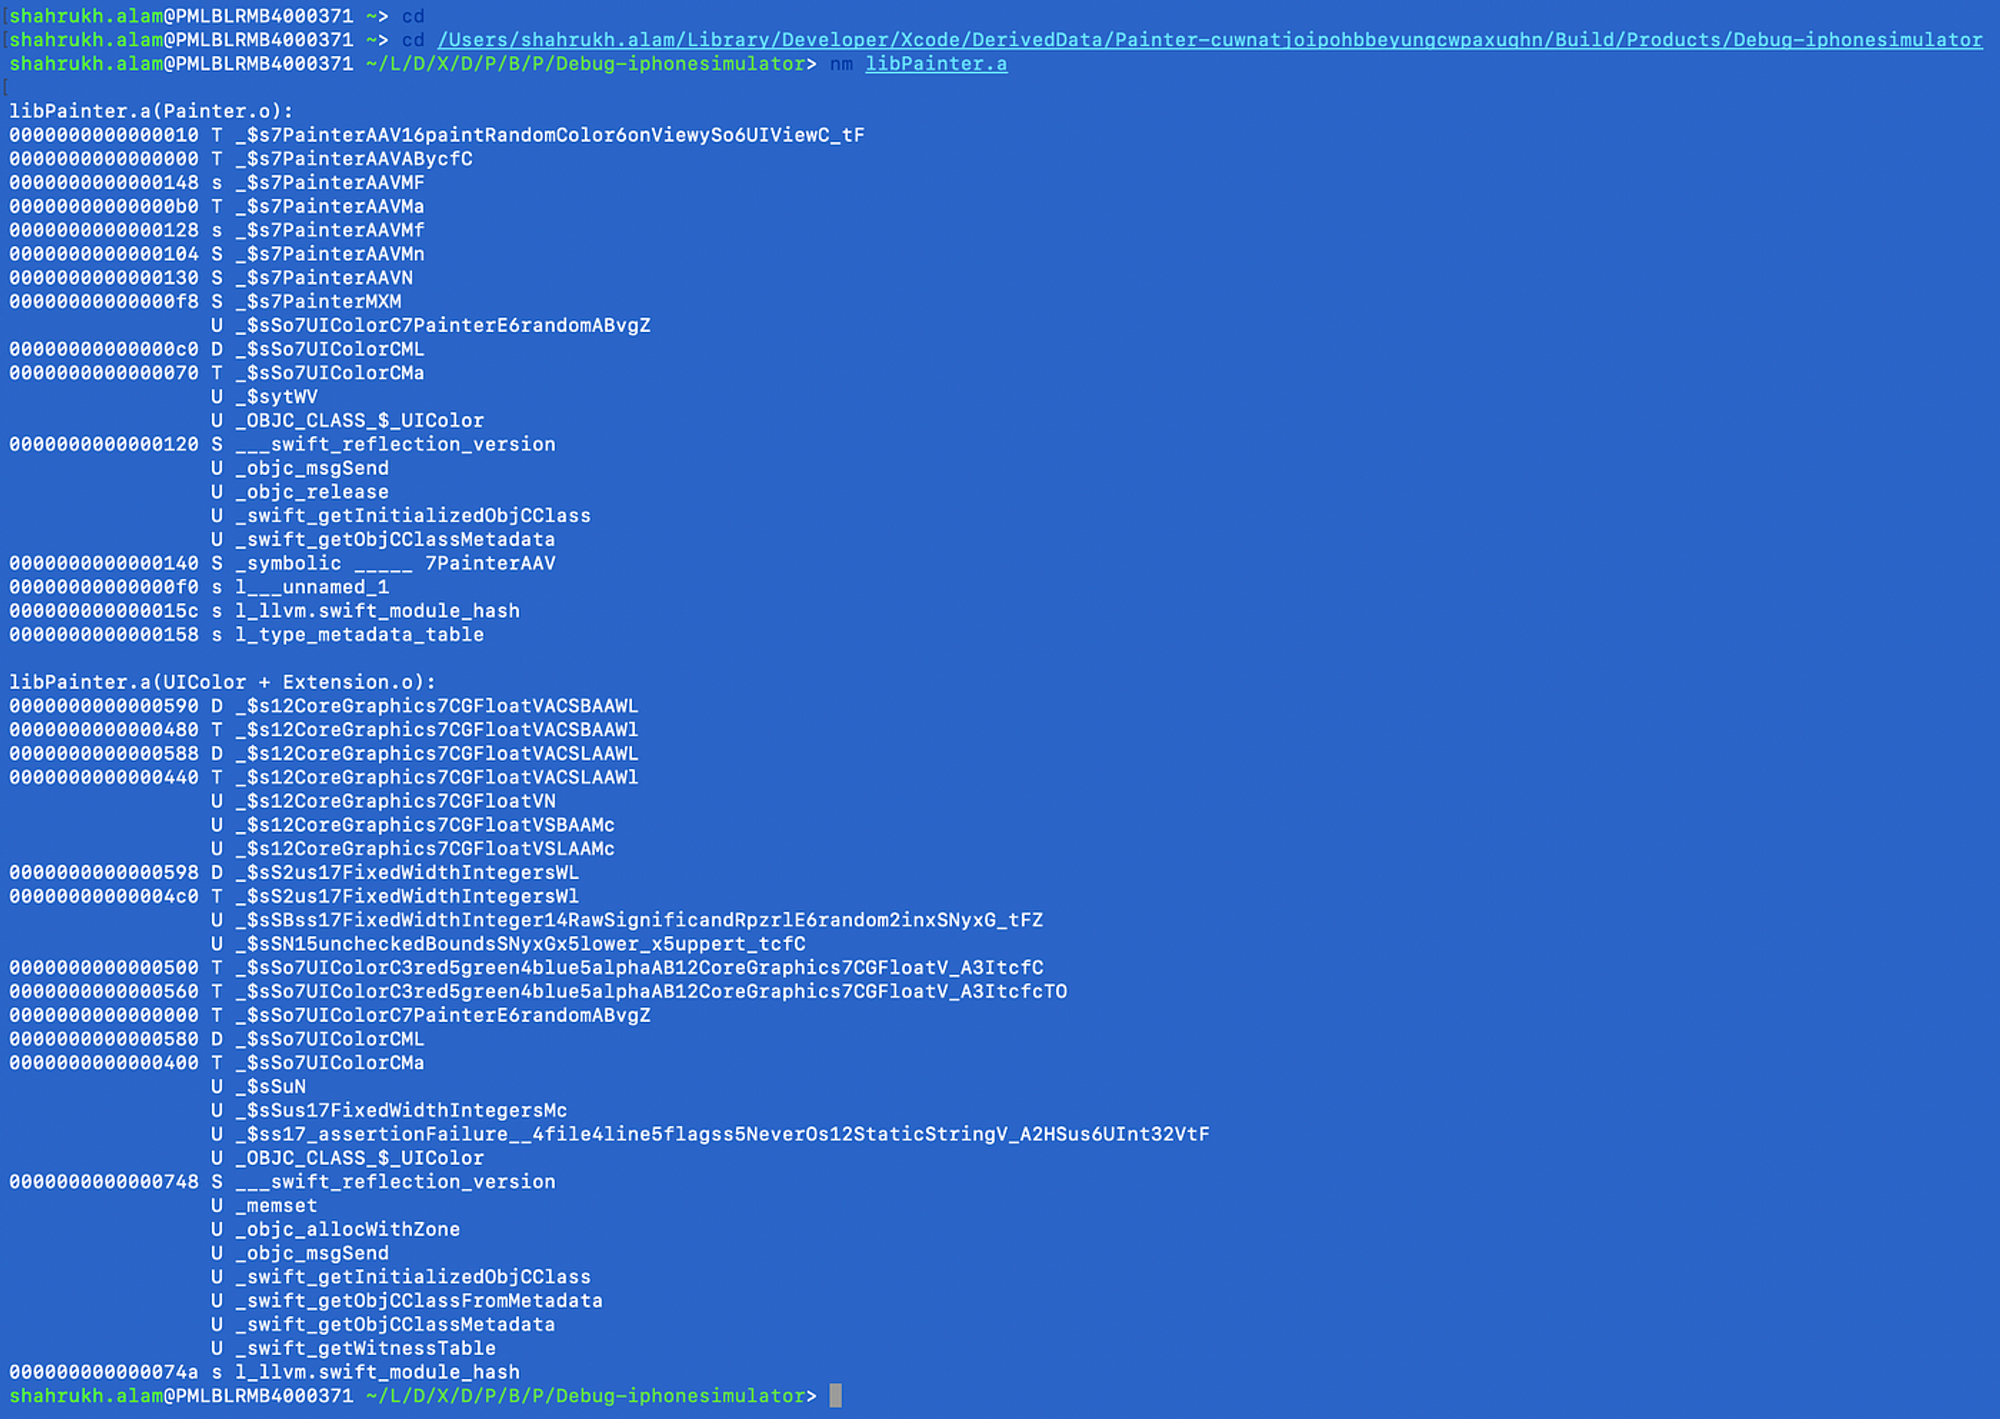 shahrukh.alam@PMLBLRMB4000371 ~> cd
shahrukh.alam@PMLBLRMB4000371 ~> cd /Users/shahrukh.alam/Library/Developer/Xcode/DerivedData/Painter-cuwnatjoipohbbeyungcwpaxuqhn/Build/Products/Debug-iphonesimulator
shahrukh.alam@PMLBLRMB4000371 ~/L/D/X/D/P/B/P/Debug-iphonesimulator> nm libPainter.a
libPainter.a(Painter.o):
0000000000000010 T _$s7PainterAAV16paintRandomColor6onViewySo6UIViewC_tF
0000000000000000 T _$s7PainterAAVABycfC
0000000000000148 s _$s7PainterAAVMF
00000000000000b0 T _$s7PainterAAVMa
0000000000000128 s _$s7PainterAAVMf
0000000000000104 S _$s7PainterAAVMn
0000000000000130 S _$s7PainterAAVN
00000000000000f8 S _$s7PainterMXM
U _$sSo7UIColorC7PainterE6randomABvgZ
00000000000000c0 D _$sSo7UIColorCML
0000000000000070 T _$sSo7UIColorCMa
U _$sytWV
U _OBJC_CLASS_$_UIColor
0000000000000120 S ___swift_reflection_version
U _objc_msgSend
U _objc_release
U _swift_getInitializedObjCClass
U _swift_getObjCClassMetadata
0000000000000140 S _symbolic _____ 7PainterAAV
00000000000000f0 s l___unnamed_1
000000000000015c s l_llvm.swift_module_hash
0000000000000158 s l_type_metadata_table
libPainter.a(UIColor + Extension.o):
0000000000000590 D _$s12CoreGraphics7CGFloatVACSBAAWL
0000000000000480 T _$s12CoreGraphics7CGFloatVACSBAAWl
0000000000000588 D _$s12CoreGraphics7CGFloatVACSLAAWL
0000000000000440 T _$s12CoreGraphics7CGFloatVACSLAAWl
U _$s12CoreGraphics7CGFloatVN
U _$s12CoreGraphics7CGFloatVSBAAMc
U _$s12CoreGraphics7CGFloatVSLAAMc
0000000000000598 D _$sS2us17FixedWidthIntegersWL
00000000000004c0 T _$sS2us17FixedWidthIntegersWl
U _$sSBss17FixedWidthInteger14RawSignificandRpzrlE6random2inxSNyxG_tFZ
U _$sSN15uncheckedBoundsSNyxGx5lower_x5uppert_tcfC
0000000000000500 T _$sSo7UIColorC3red5green4blue5alphaAB12CoreGraphics7CGFloatV_A3ItcfC
0000000000000560 T _$sSo7UIColorC3red5green4blue5alphaAB12CoreGraphics7CGFloatV_A3ItcfcTO
0000000000000000 T _$sSo7UIColorC7PainterE6randomABvgZ
0000000000000580 D _$sSo7UIColorCML
0000000000000400 T _$sSo7UIColorCMa
U _$sSuN
U _$sSus17FixedWidthIntegersMc
U _$ss17_assertionFailure__4file4line5flagss5NeverOs12StaticStringV_A2HSus6UInt32VtF
U _OBJC_CLASS_$_UIColor
0000000000000748 S ___swift_reflection_version
U _memset
U _objc_allocWithZone
U _objc_msgSend
U _swift_getInitializedObjCClass
U _swift_getObjCClassFromMetadata
U _swift_getObjCClassMetadata
U _swift_getWitnessTable
000000000000074a s l_llvm.swift_module_hash
shahrukh.alam@PMLBLRMB4000371 ~/L/D/X/D/P/B/P/Debug-iphonesimulator>